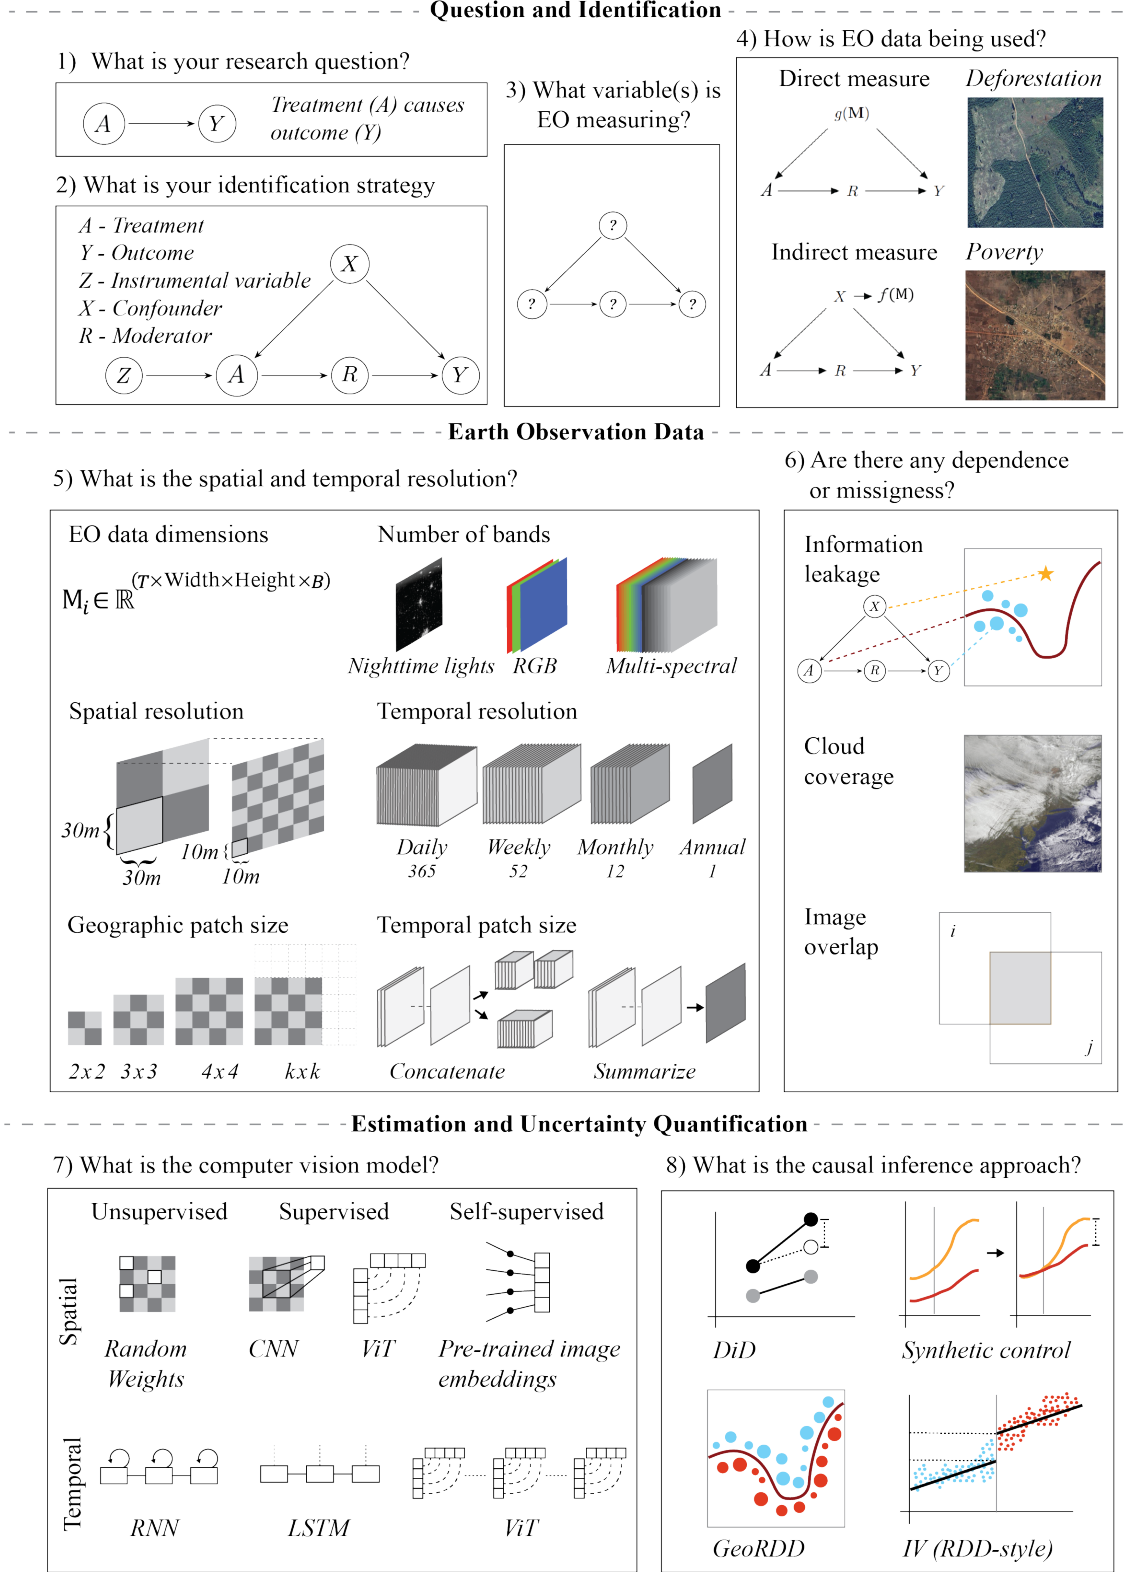 Question and Identification
1) What is your research question?
A
Y
Treatment (A) causes
outcome (Y)
2) What is your identification strategy
A - Treatment
Y - Outcome
Z - Instrumental variable
X - Confounder
R - Moderator
X
Z
A
R
Y
3) What variable(s) is
EO measuring?
?
?
?
?
4) How is EO data being used?
Direct measure
Deforestation
g(M)
A
R
Y
Indirect measure
Poverty
X
f(M)
A
R
Y
Earth Observation Data
5) What is the spatial and temporal resolution?
EO data dimensions
M_i ∈ ℝ^(T×Width×Height×B)
Number of bands
Nighttime lights
RGB
Multi-spectral
Spatial resolution
30m
30m
10m
10m
Temporal resolution
Daily
365
Weekly
52
Monthly
12
Annual
1
Geographic patch size
2x2
3x3
4x4
kxk
Temporal patch size
Concatenate
Summarize
6) Are there any dependence
or missigness?
Information
leakage
X
A
R
Y
Cloud
coverage
Image
overlap
i
j
Estimation and Uncertainty Quantification
7) What is the computer vision model?
Unsupervised
Supervised
Self-supervised
Spatial
Random
Weights
CNN
ViT
Pre-trained image
embeddings
Temporal
RNN
LSTM
ViT
8) What is the causal inference approach?
DiD
Synthetic control
GeoRDD
IV (RDD-style)